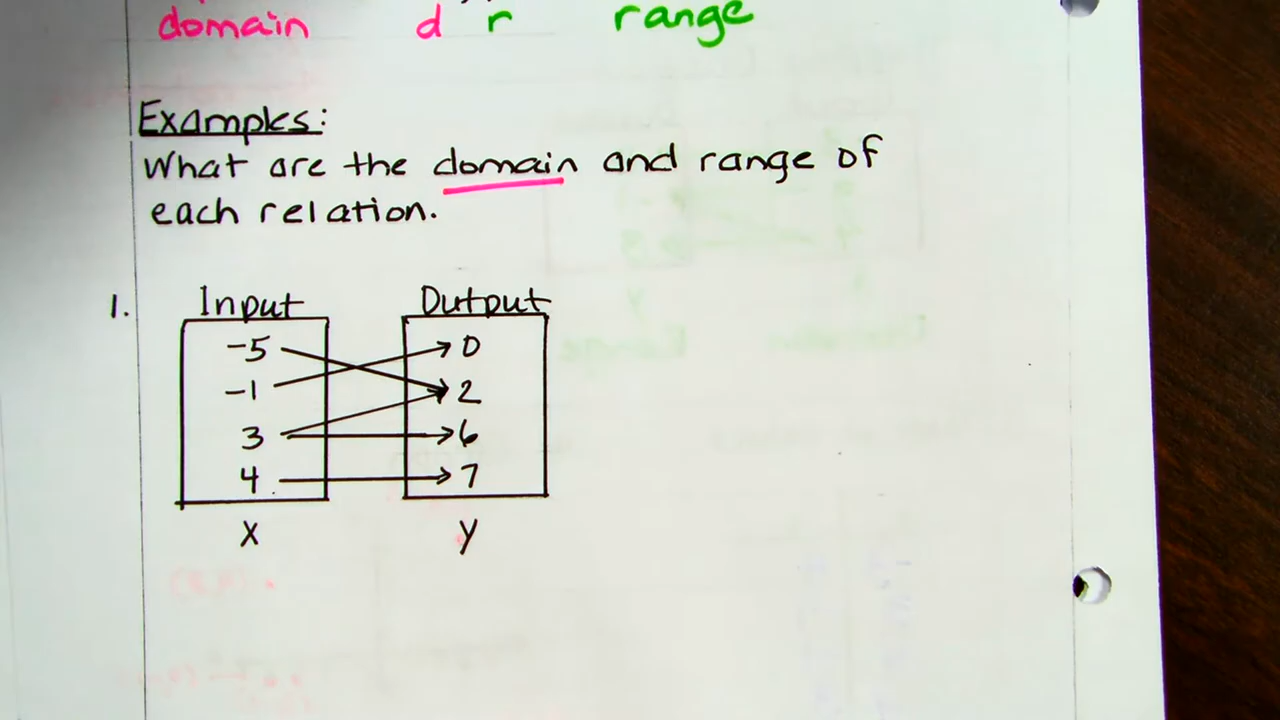 domain d r range
Examples:
What are the domain and range of
each relation.
1. Input Output
-5 0
-1 2
3 6
4 7
x y